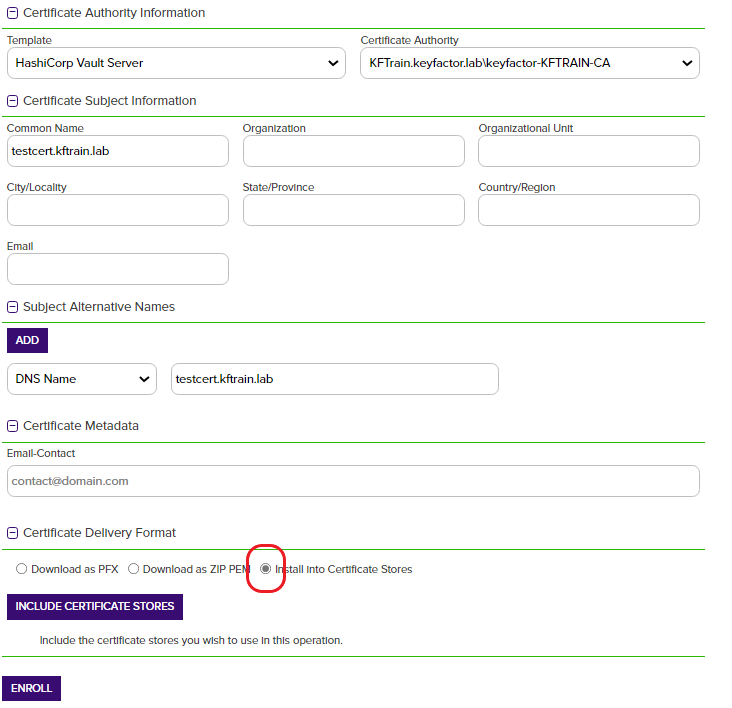 Certificate Authority Information
Template
Certificate Authority
HashiCorp Vault Server
KFTrain.keyfactor.lab\keyfactor-KFTRAIN-CA
Certificate Subject Information
Common Name
Organization
Organizational Unit
testcert.kftrain.lab
City/Locality
State/Province
Country/Region
Email
Subject Alternative Names
ADD
DNS Name
testcert.kftrain.lab
Certificate Metadata
Email-Contact
contact@domain.com
Certificate Delivery Format
Download as PFX
Download as ZIP PEM
Install into Certificate Stores
INCLUDE CERTIFICATE STORES
Include the certificate stores you wish to use in this operation.
ENROLL